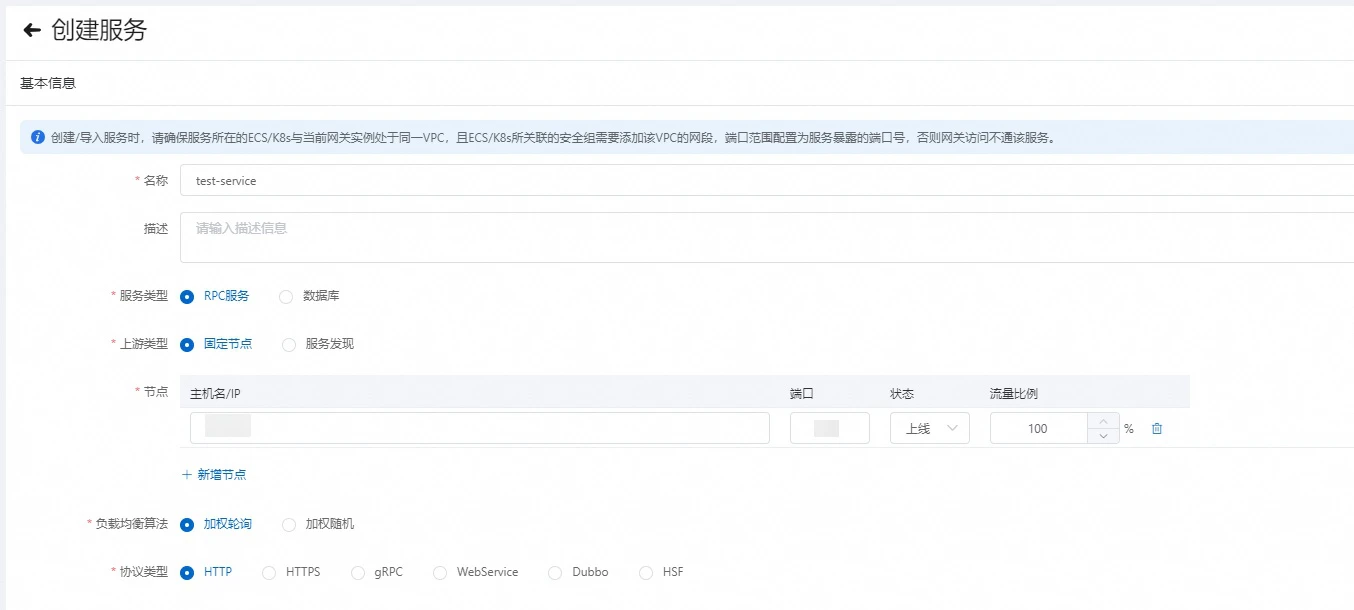 创建服务
基本信息
创建/导入服务时，请确保服务所在的ECS/K8s与当前网关实例处于同一VPC，且ECS/K8s所关联的安全组需要添加该VPC的网段，端口范围配置为服务暴露的端口号，否则网关访问不通该服务。
* 名称 test-service
描述 请输入描述信息
* 服务类型 RPC服务 数据库
* 上游类型 固定节点 服务发现
* 节点 主机名/IP 端口 状态 流量比例
上线 100 %
+ 新增节点
* 负载均衡算法 加权轮询 加权随机
* 协议类型 HTTP HTTPS gRPC WebService Dubbo HSF